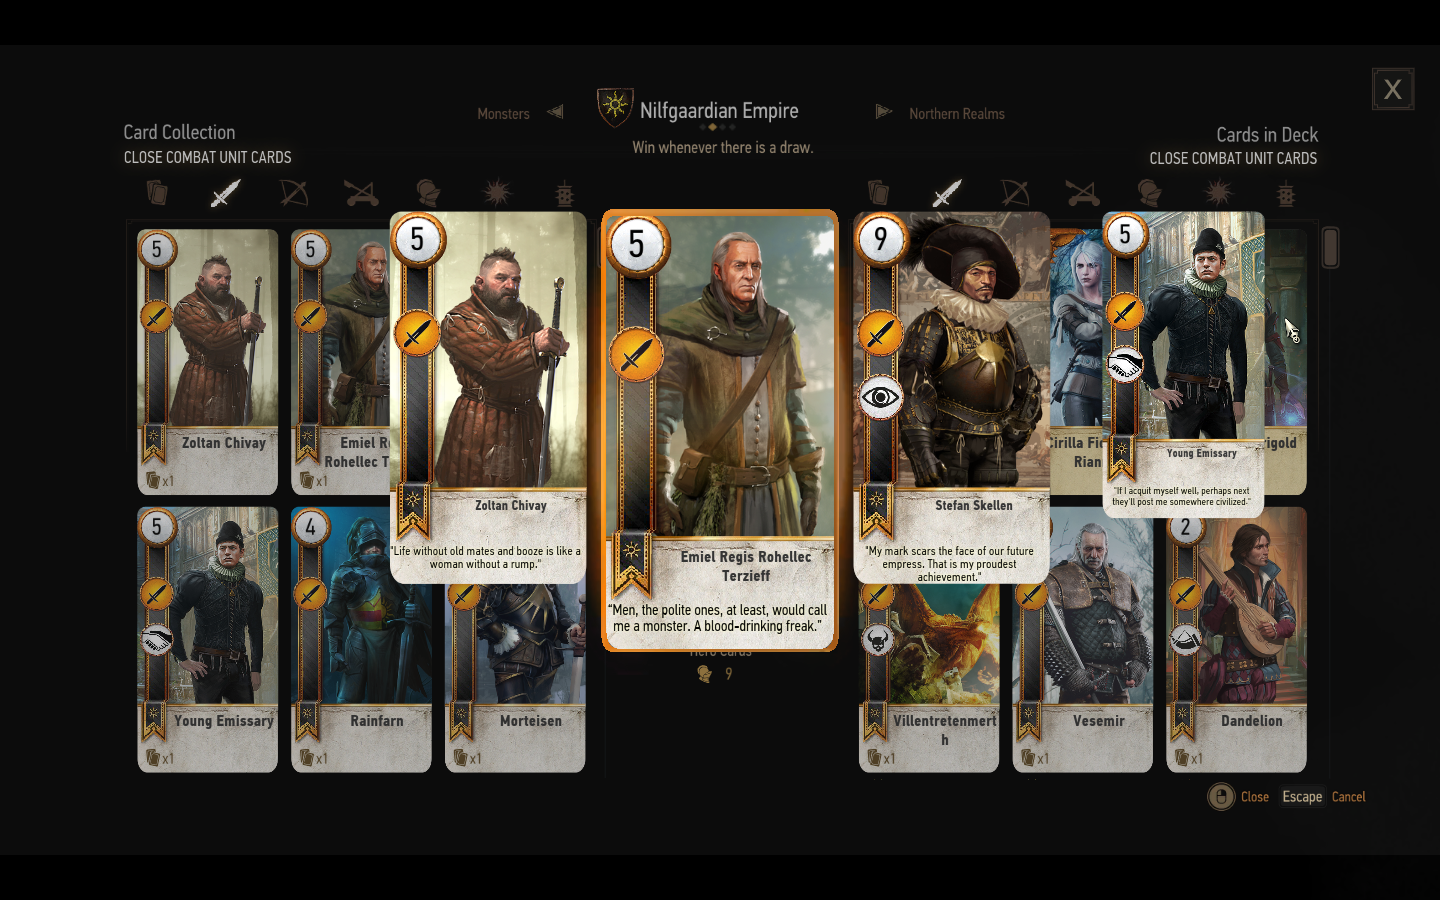 X
Monsters
Nilfgaardian Empire
Northern Realms
Win whenever there is a draw.
Card Collection
CLOSE COMBAT UNIT CARDS
Cards in Deck
CLOSE COMBAT UNIT CARDS
5
Zoltan Chivay
x1
5
Emiel R
Rohellec T
x1
5
Zoltan Chivay
"Life without old mates and booze is like a
woman without a rump."
5
Emiel Regis Rohellec
Terzieff
"Men, the polite ones, at least, would call
me a monster. A blood-drinking freak."
9
Stefan Skellen
"My mark scars the face of our future
empress. That is my proudest
achievement."
Cirilla Fio
Rian
5
Young Emissary
"If I acquit myself well, perhaps next
they'll post me somewhere civilized."
rigold
5
Young Emissary
x1
4
Rainfarn
x1
Morteisen
x1
Hero Cards
9
Villentretenmert
h
x1
Vesemir
x1
2
Dandelion
x1
Close
Escape
Cancel